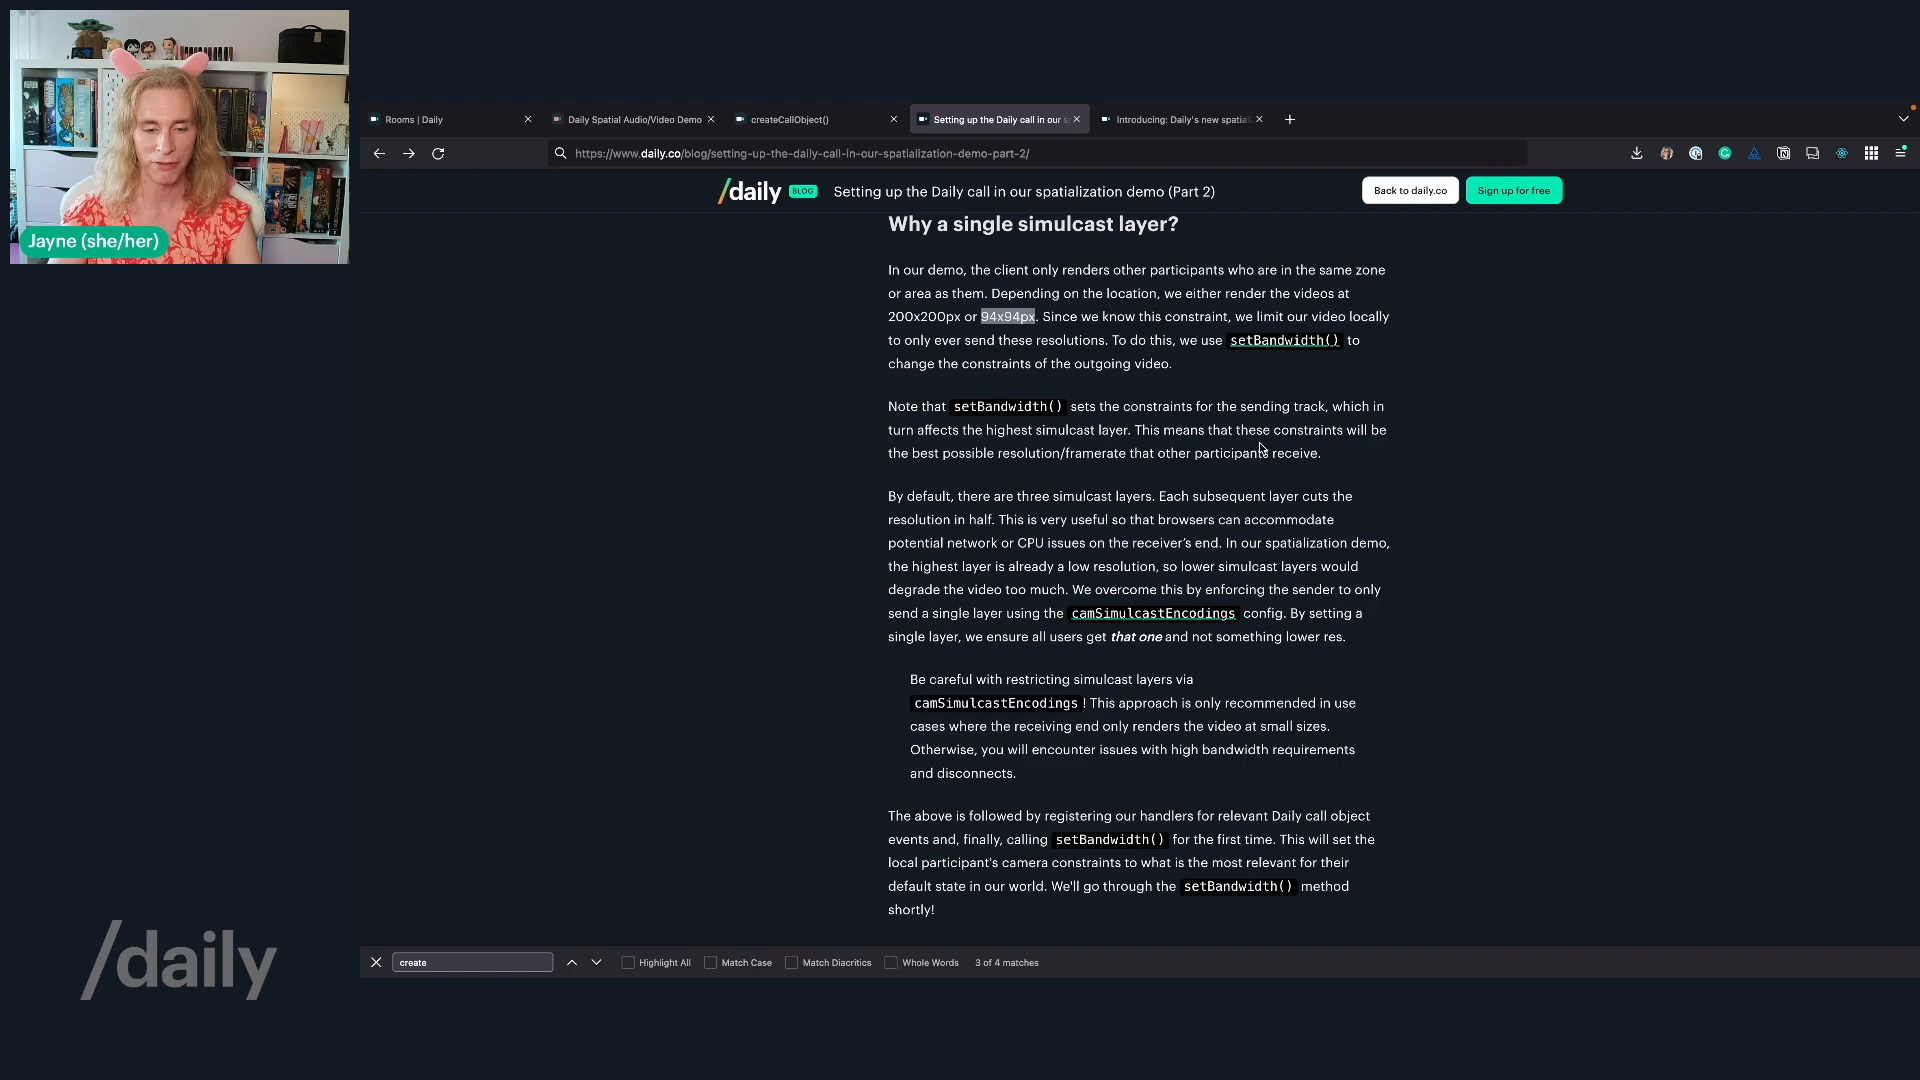 Rooms | Daily
Daily Spatial Audio/Video Demo
createCallObject()
Setting up the Daily call in our s
Introducing: Daily's new spatial
https://www.daily.co/blog/setting-up-the-daily-call-in-our-spatialization-demo-part-2/
/daily BLOG Setting up the Daily call in our spatialization demo (Part 2)
Back to daily.co
Sign up for free
Jayne (she/her)
Why a single simulcast layer?
In our demo, the client only renders other participants who are in the same zone
or area as them. Depending on the location, we either render the videos at
200x200px or 94x94px. Since we know this constraint, we limit our video locally
to only ever send these resolutions. To do this, we use setBandwidth() to
change the constraints of the outgoing video.
Note that setBandwidth() sets the constraints for the sending track, which in
turn affects the highest simulcast layer. This means that these constraints will be
the best possible resolution/framerate that other participants receive.
By default, there are three simulcast layers. Each subsequent layer cuts the
resolution in half. This is very useful so that browsers can accommodate
potential network or CPU issues on the receiver’s end. In our spatialization demo,
the highest layer is already a low resolution, so lower simulcast layers would
degrade the video too much. We overcome this by enforcing the sender to only
send a single layer using the camSimulcastEncodings config. By setting a
single layer, we ensure all users get that one and not something lower res.
Be careful with restricting simulcast layers via
camSimulcastEncodings! This approach is only recommended in use
cases where the receiving end only renders the video at small sizes.
Otherwise, you will encounter issues with high bandwidth requirements
and disconnects.
The above is followed by registering our handlers for relevant Daily call object
events and, finally, calling setBandwidth() for the first time. This will set the
local participant's camera constraints to what is the most relevant for their
default state in our world. We'll go through the setBandwidth() method
shortly!
/daily
create
Highlight All
Match Case
Match Diacritics
Whole Words
3 of 4 matches